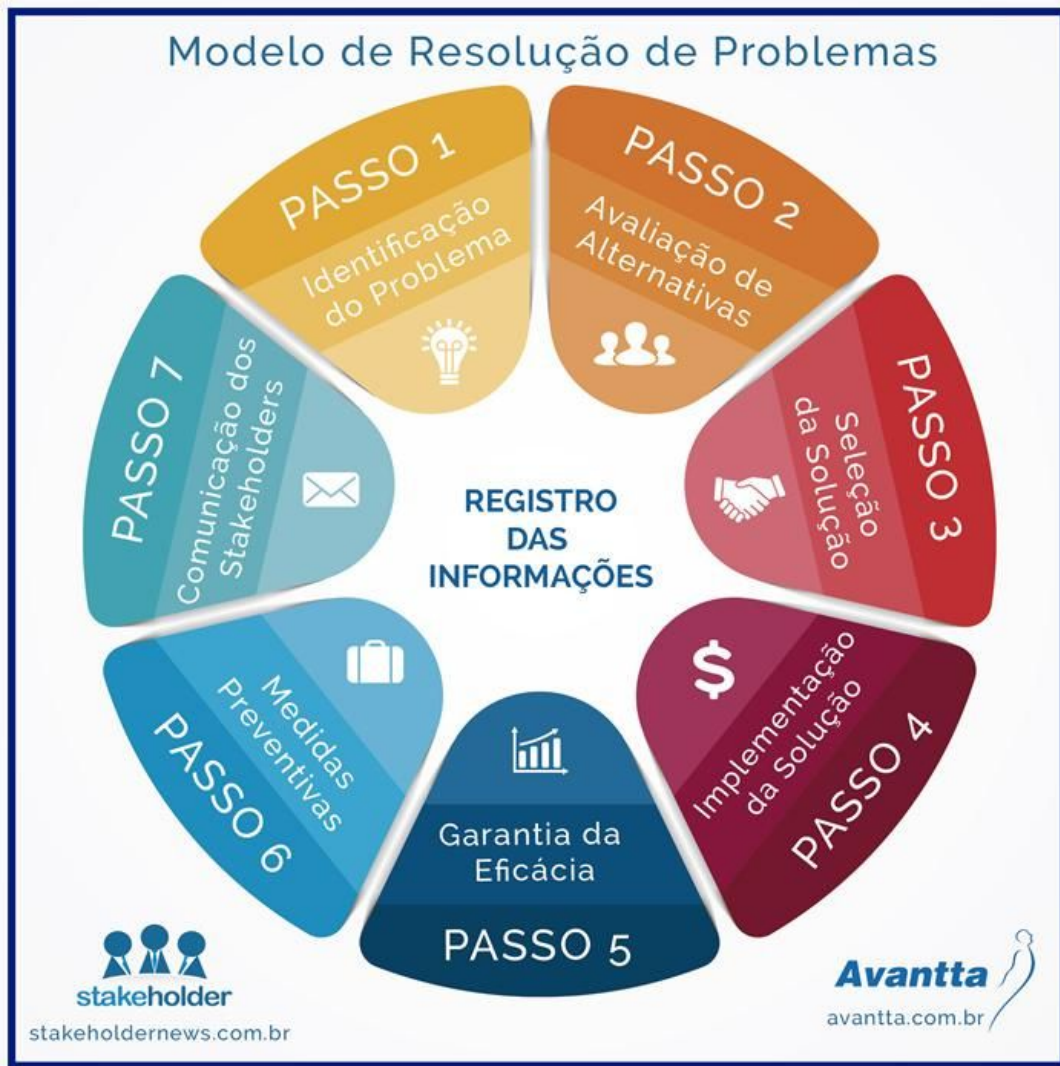 Modelo de Resolução de Problemas
PASSO 1
Identificação
do Problema
PASSO 2
Avaliação de
Alternativas
PASSO 3
Seleção
da Solução
PASSO 4
Implementação
da Solução
PASSO 5
Garantia da
Eficácia
PASSO 6
Medidas
Preventivas
PASSO 7
Comunicação dos
Stakeholders
REGISTRO
DAS
INFORMAÇÕES
$
stakeholder
stakeholdernews.com.br
Avantta
avantta.com.br